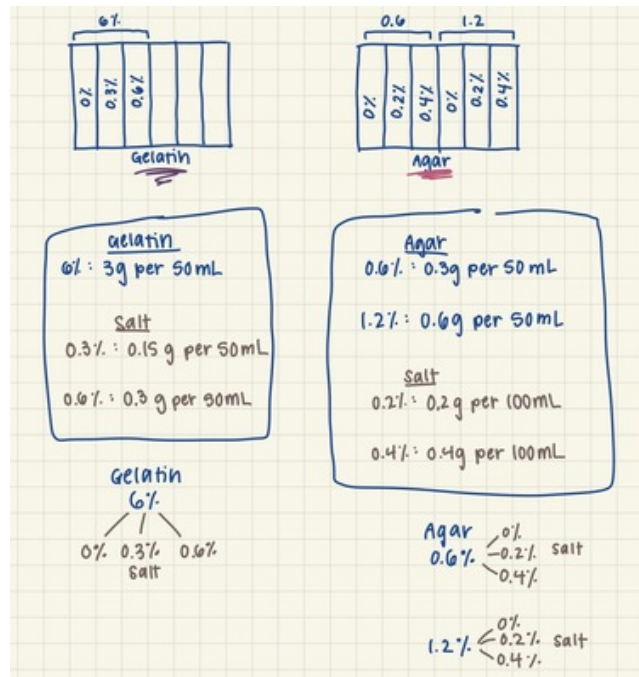 6%
0% 0.3% 0.6%
Gelatin
0.6 1.2
0% 0.2% 0.4% 0% 0.2% 0.4%
Agar
Gelatin
6% : 3g per 50mL
Salt
0.3% : 0.15 g per 50mL
0.6% : 0.3 g per 50mL
Agar
0.6% : 0.3g per 50 mL
1.2% : 0.6g per 50 mL
Salt
0.2% : 0.2 g per 100mL
0.4% : 0.4g per 100mL
Gelatin
6%
0% 0.3% 0.6%
Salt
Agar
0.6%
0%
0.2% Salt
0.4%
1.2%
0%
0.2% Salt
0.4%